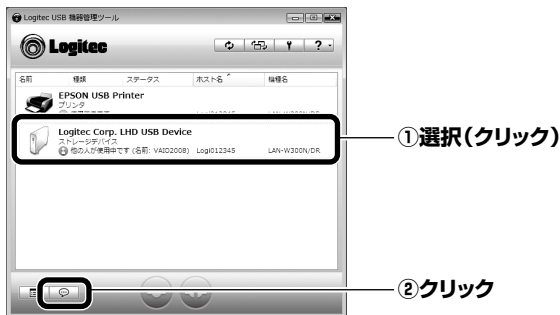 Logitec USB 機器管理ツール
Logitec
名前 種類 ステータス ホスト名 機種名
EPSON USB Printer
プリンタ
Logitec Corp. LHD USB Device
ストレージデバイス
他の人が使用中です (名前: VAIO2008) Logi012345 LAN-W300N/DR
①選択(クリック)
②クリック